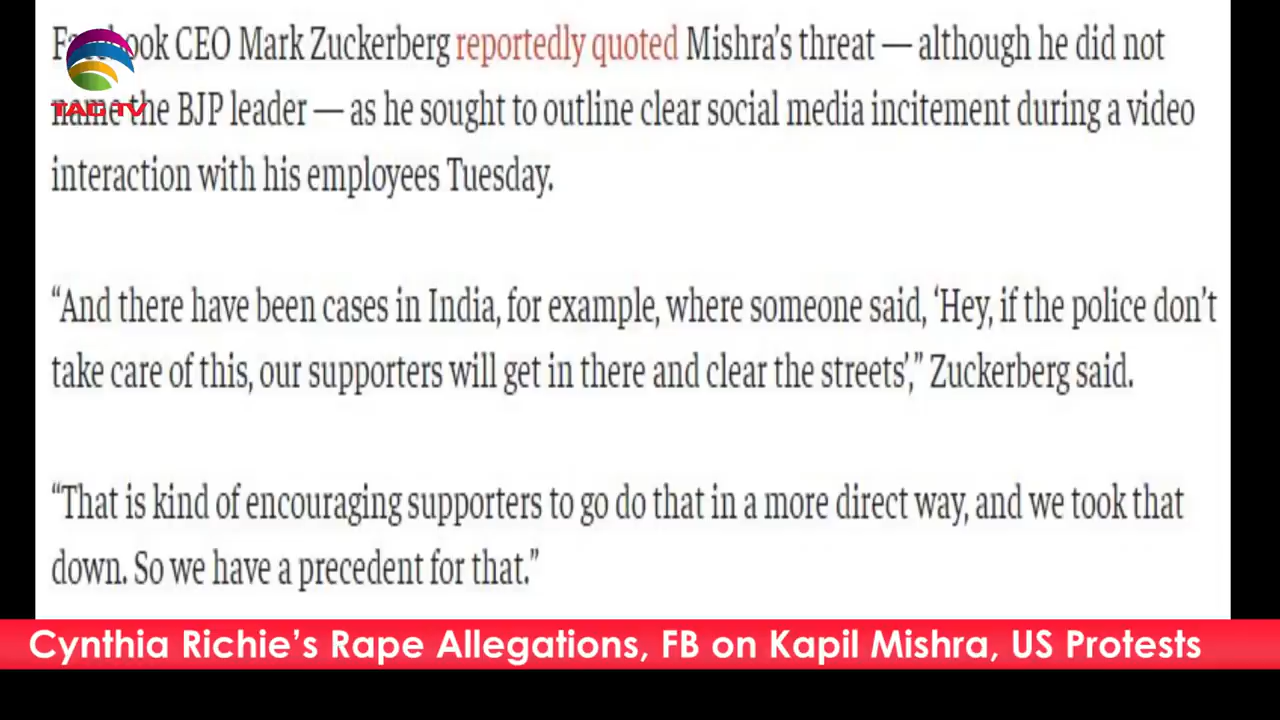 Facebook CEO Mark Zuckerberg reportedly quoted Mishra’s threat — although he did not
TAG TV
name the BJP leader — as he sought to outline clear social media incitement during a video
interaction with his employees Tuesday.
“And there have been cases in India, for example, where someone said, ‘Hey, if the police don’t
take care of this, our supporters will get in there and clear the streets’,” Zuckerberg said.
“That is kind of encouraging supporters to go do that in a more direct way, and we took that
down. So we have a precedent for that.”
Cynthia Richie’s Rape Allegations, FB on Kapil Mishra, US Protests